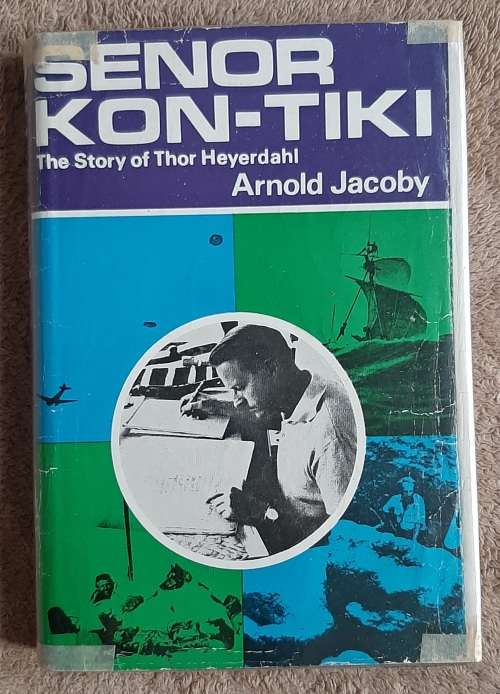 SENOR
KON-TIKI
The Story of Thor Heyerdahl
Arnold Jacoby